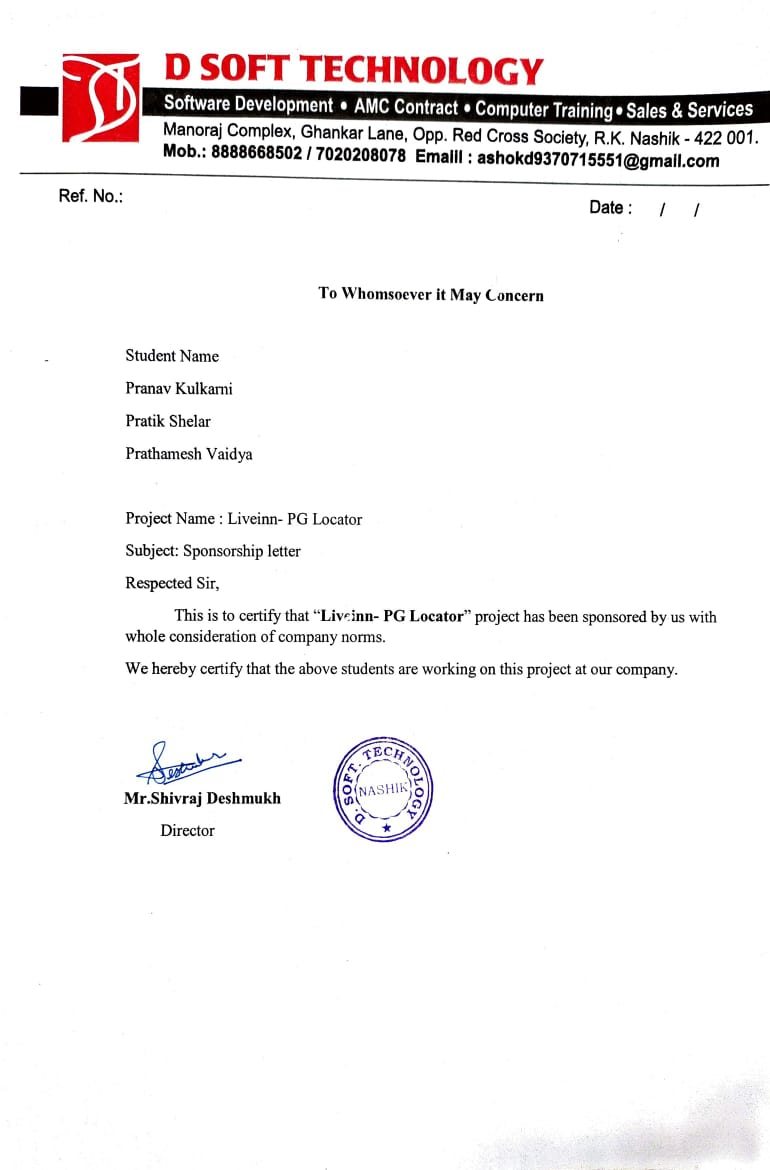 D SOFT TECHNOLOGY
Software Development • AMC Contract • Computer Training • Sales & Services
Manoraj Complex, Ghankar Lane, Opp. Red Cross Society, R.K. Nashik - 422 001.
Mob.: 8888668502 / 7020208078 Emalll : ashokd9370715551@gmall.com
Ref. No.:
Date : / /
To Whomsoever it May Concern
Student Name
Pranav Kulkarni
Pratik Shelar
Prathamesh Vaidya
Project Name : Liveinn- PG Locator
Subject: Sponsorship letter
Respected Sir,
This is to certify that “Liveinn- PG Locator” project has been sponsored by us with
whole consideration of company norms.
We hereby certify that the above students are working on this project at our company.
D. SOFT. TECHNOLOGY
NASHIK
Mr.Shivraj Deshmukh
Director